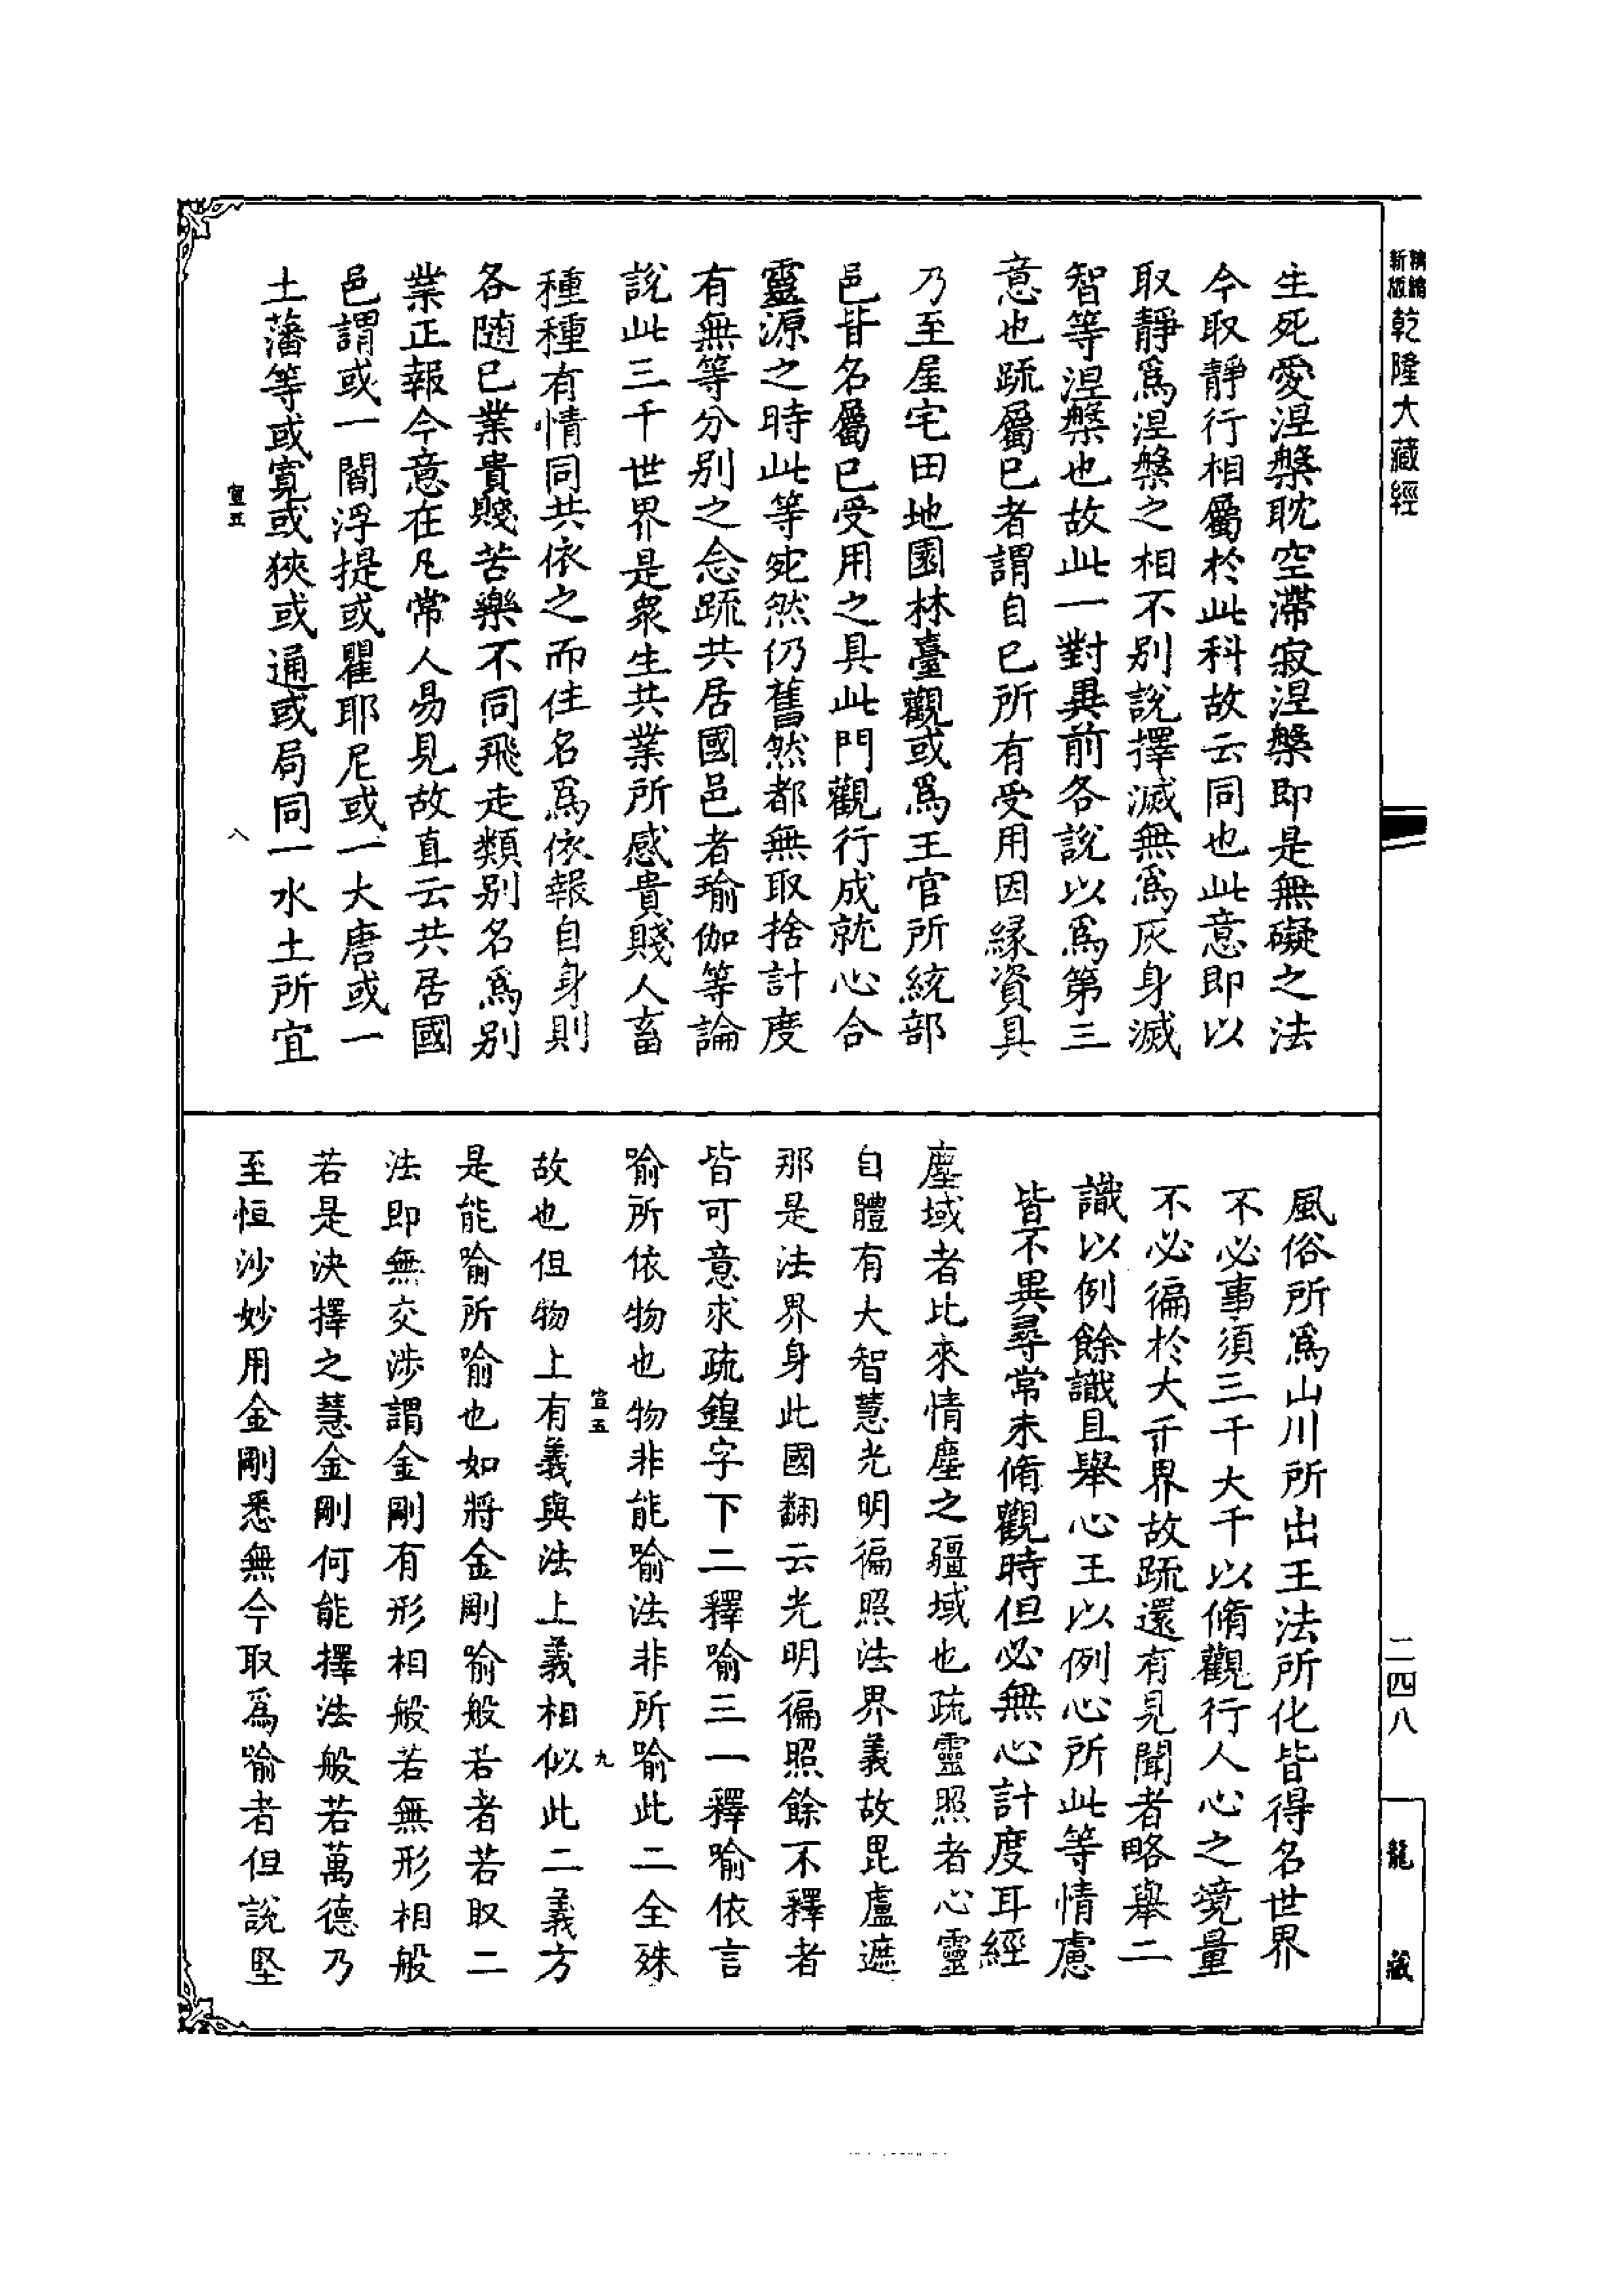 精縮
新版
乾隆大藏經
生死愛涅槃耽空滯寂涅槃即是無礙之法
今取靜行相屬於此科故云同也此意即以
取靜爲涅槃之相不別說擇滅無爲灰身滅
智等涅槃也故此一對異前各說以爲第三
意也䟽屬已者謂自已所有受用因緣資具
乃至屋宅田地園林臺觀或爲王官所統部
邑皆名屬已受用之具此門觀行成就心合
靈源之時此等宛然仍舊然都無取捨計度
有無等分別之念䟽共居國邑者瑜伽等論
說此三千世界是衆生共業所感貴賤人畜
種種有情同共依之而住名爲依報自身則
各隨已業貴賤苦樂不同飛走類別名爲別
業正報今意在凡常人易見故直云共居國
邑謂或一閻浮提或瞿耶尼或一大唐或一
土藩等或寬或狹或通或局同一水土所宜
宣五
八
風俗所爲山川所出王法所化皆得名世界
不必事須三千大千以脩觀行人心之境量
不必徧於大千界故䟽還有見聞者略舉二
識以例餘識且舉心王以例心所此等情慮
皆不異尋常未脩觀時但必無心計度耳經
塵域者比來情塵之疆域也疏靈照者心靈
自體有大智慧光明徧照法界義故毘盧遮
那是法界身此國翻云光明徧照餘不釋者
皆可意求疏鍠字下二釋喻三一釋喻依言
喻所依物也物非能喻法非所喻此二全殊
宣五
九
故也但物上有義與法上義相似此二義方
是能喻所喻也如將金剛喻般若者若取二
法即無交涉謂金剛有形相般若無形相般
若是決擇之慧金剛何能擇法般若萬德乃
至恒沙妙用金剛悉無今取爲喻者但說堅
二四八
龍藏